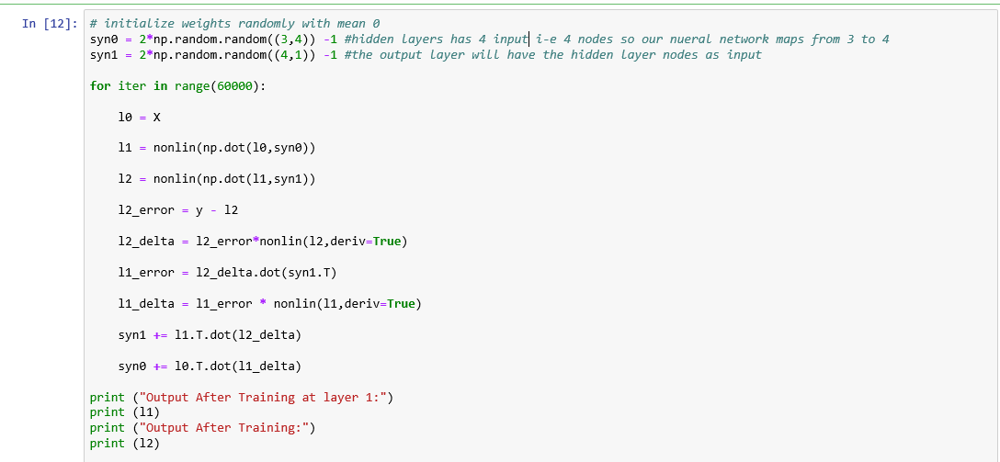 In [12]: # initialize weights randomly with mean 0
syn0 = 2*np.random.random((3,4)) -1 #hidden layers has 4 input i-e 4 nodes so our nueral network maps from 3 to 4
syn1 = 2*np.random.random((4,1)) -1 #the output layer will have the hidden layer nodes as input
for iter in range(60000):
l0 = X
l1 = nonlin(np.dot(l0,syn0))
l2 = nonlin(np.dot(l1,syn1))
l2_error = y - l2
l2_delta = l2_error*nonlin(l2,deriv=True)
l1_error = l2_delta.dot(syn1.T)
l1_delta = l1_error * nonlin(l1,deriv=True)
syn1 += l1.T.dot(l2_delta)
syn0 += l0.T.dot(l1_delta)
print ("Output After Training at layer 1:")
print (l1)
print ("Output After Training:")
print (l2)